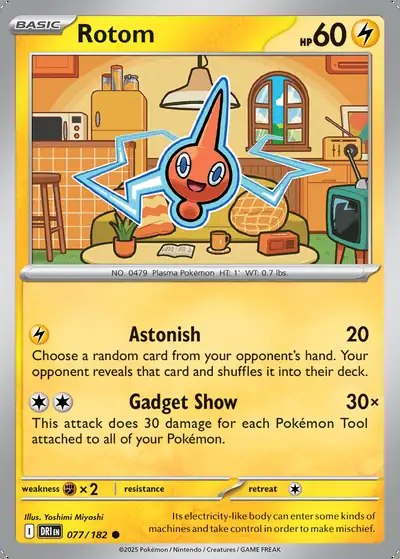 BASIC Rotom HP 60
NO. 0479 Plasma Pokémon HT: 1' WT: 0.7 lbs.
Astonish 20
Choose a random card from your opponent's hand. Your
opponent reveals that card and shuffles it into their deck.
Gadget Show 30×
This attack does 30 damage for each Pokémon Tool
attached to all of your Pokémon.
weakness × 2 resistance retreat
Illus. Yoshimi Miyoshi
I DRI EN 077/182
Its electricity-like body can enter some kinds of
machines and take control in order to make mischief.
©2025 Pokémon / Nintendo / Creatures / GAME FREAK